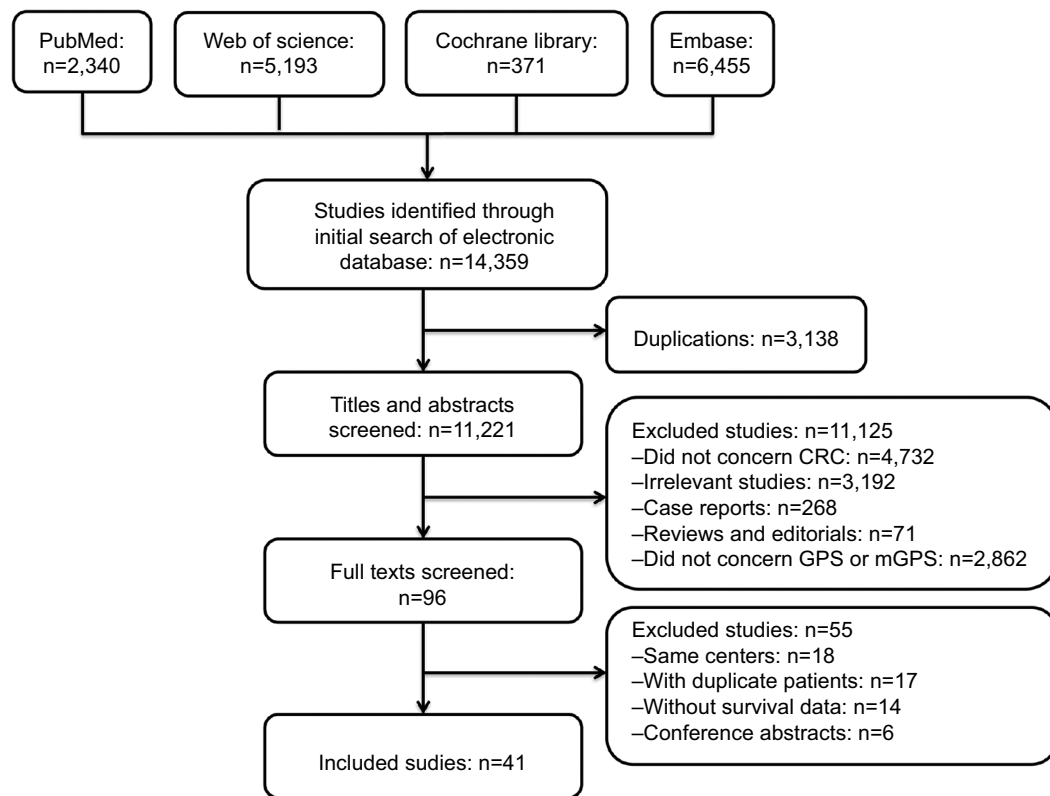 PubMed:
n=2,340
Web of science:
n=5,193
Cochrane library:
n=371
Embase:
n=6,455
Studies identified through
initial search of electronic
database: n=14,359
Duplications: n=3,138
Titles and abstracts
screened: n=11,221
Excluded studies: n=11,125
–Did not concern CRC: n=4,732
–Irrelevant studies: n=3,192
–Case reports: n=268
–Reviews and editorials: n=71
–Did not concern GPS or mGPS: n=2,862
Full texts screened:
n=96
Excluded studies: n=55
–Same centers: n=18
–With duplicate patients: n=17
–Without survival data: n=14
–Conference abstracts: n=6
Included sudies: n=41